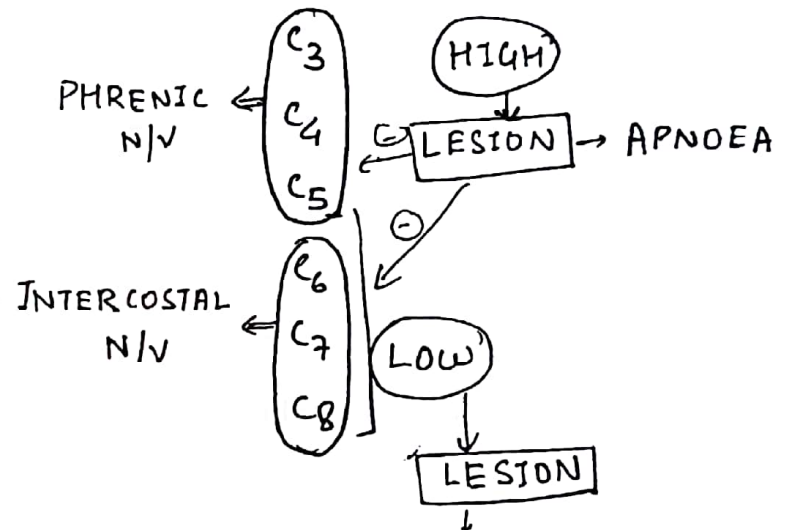 C3
C4
C5
PHRENIC
N/V
HIGH
LESION
APNOEA
(-)
⊖
C6
C7
C8
INTERCOSTAL
N/V
LOW
LESION